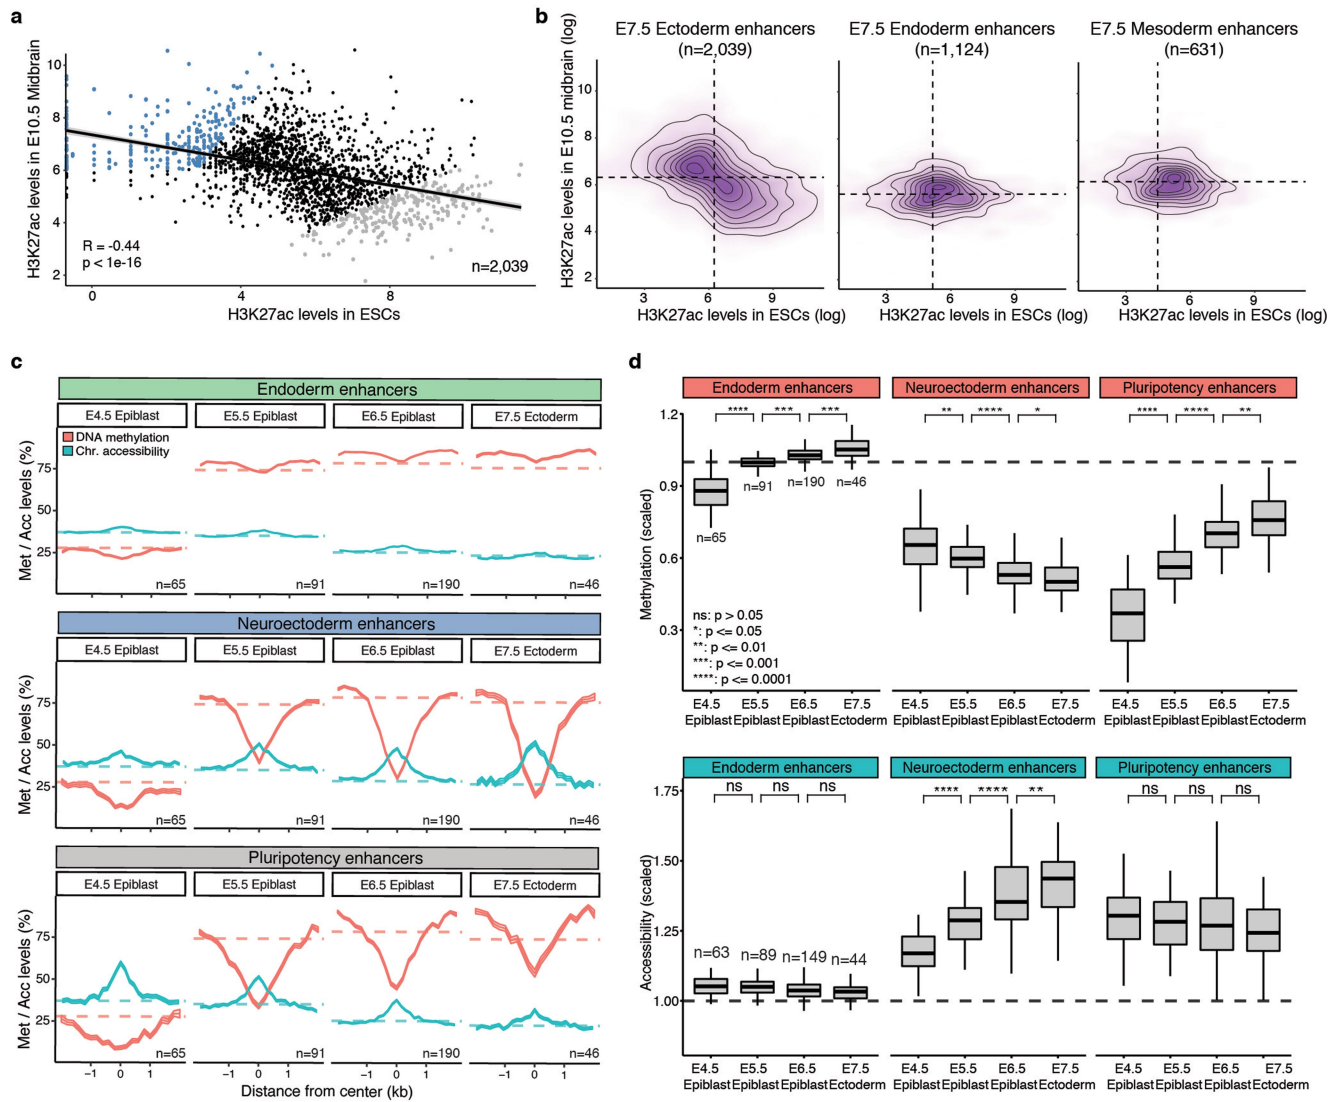 a
H3K27ac levels in E10.5 Midbrain
10
8
6
4
2
R = -0.44
p < 1e-16
n=2,039
0 4 8
H3K27ac levels in ESCs
b
E7.5 Ectoderm enhancers
(n=2,039)
E7.5 Endoderm enhancers
(n=1,124)
E7.5 Mesoderm enhancers
(n=631)
H3K27ac levels in E10.5 midbrain (log)
10
8
6
4
2
3 6 9
3 6 9
3 6 9
H3K27ac levels in ESCs (log)
H3K27ac levels in ESCs (log)
H3K27ac levels in ESCs (log)
c
Endoderm enhancers
E4.5 Epiblast
E5.5 Epiblast
E6.5 Epiblast
E7.5 Ectoderm
DNA methylation
Chr. accessibility
Met / Acc levels (%)
75
50
25
n=65
n=91
n=190
n=46
Neuroectoderm enhancers
E4.5 Epiblast
E5.5 Epiblast
E6.5 Epiblast
E7.5 Ectoderm
Met / Acc levels (%)
75
50
25
n=65
n=91
n=190
n=46
Pluripotency enhancers
E4.5 Epiblast
E5.5 Epiblast
E6.5 Epiblast
E7.5 Ectoderm
Met / Acc levels (%)
75
50
25
n=65
n=91
n=190
n=46
−1 0 1
−1 0 1
−1 0 1
−1 0 1
Distance from center (kb)
d
Endoderm enhancers
Neuroectoderm enhancers
Pluripotency enhancers
Methylation (scaled)
1.2
0.9
0.6
0.3
**** *** ***
** **** *
**** **** **
n=65
n=91
n=190
n=46
ns: p > 0.05
*: p <= 0.05
**: p <= 0.01
***: p <= 0.001
****: p <= 0.0001
E4.5 E5.5 E6.5 E7.5
Epiblast Epiblast Epiblast Ectoderm
E4.5 E5.5 E6.5 E7.5
Epiblast Epiblast Epiblast Ectoderm
E4.5 E5.5 E6.5 E7.5
Epiblast Epiblast Epiblast Ectoderm
Endoderm enhancers
Neuroectoderm enhancers
Pluripotency enhancers
Accessibility (scaled)
1.75
1.50
1.25
1.00
ns ns ns
**** **** **
ns ns ns
n=63
n=89
n=149
n=44
E4.5 E5.5 E6.5 E7.5
Epiblast Epiblast Epiblast Ectoderm
E4.5 E5.5 E6.5 E7.5
Epiblast Epiblast Epiblast Ectoderm
E4.5 E5.5 E6.5 E7.5
Epiblast Epiblast Epiblast Ectoderm